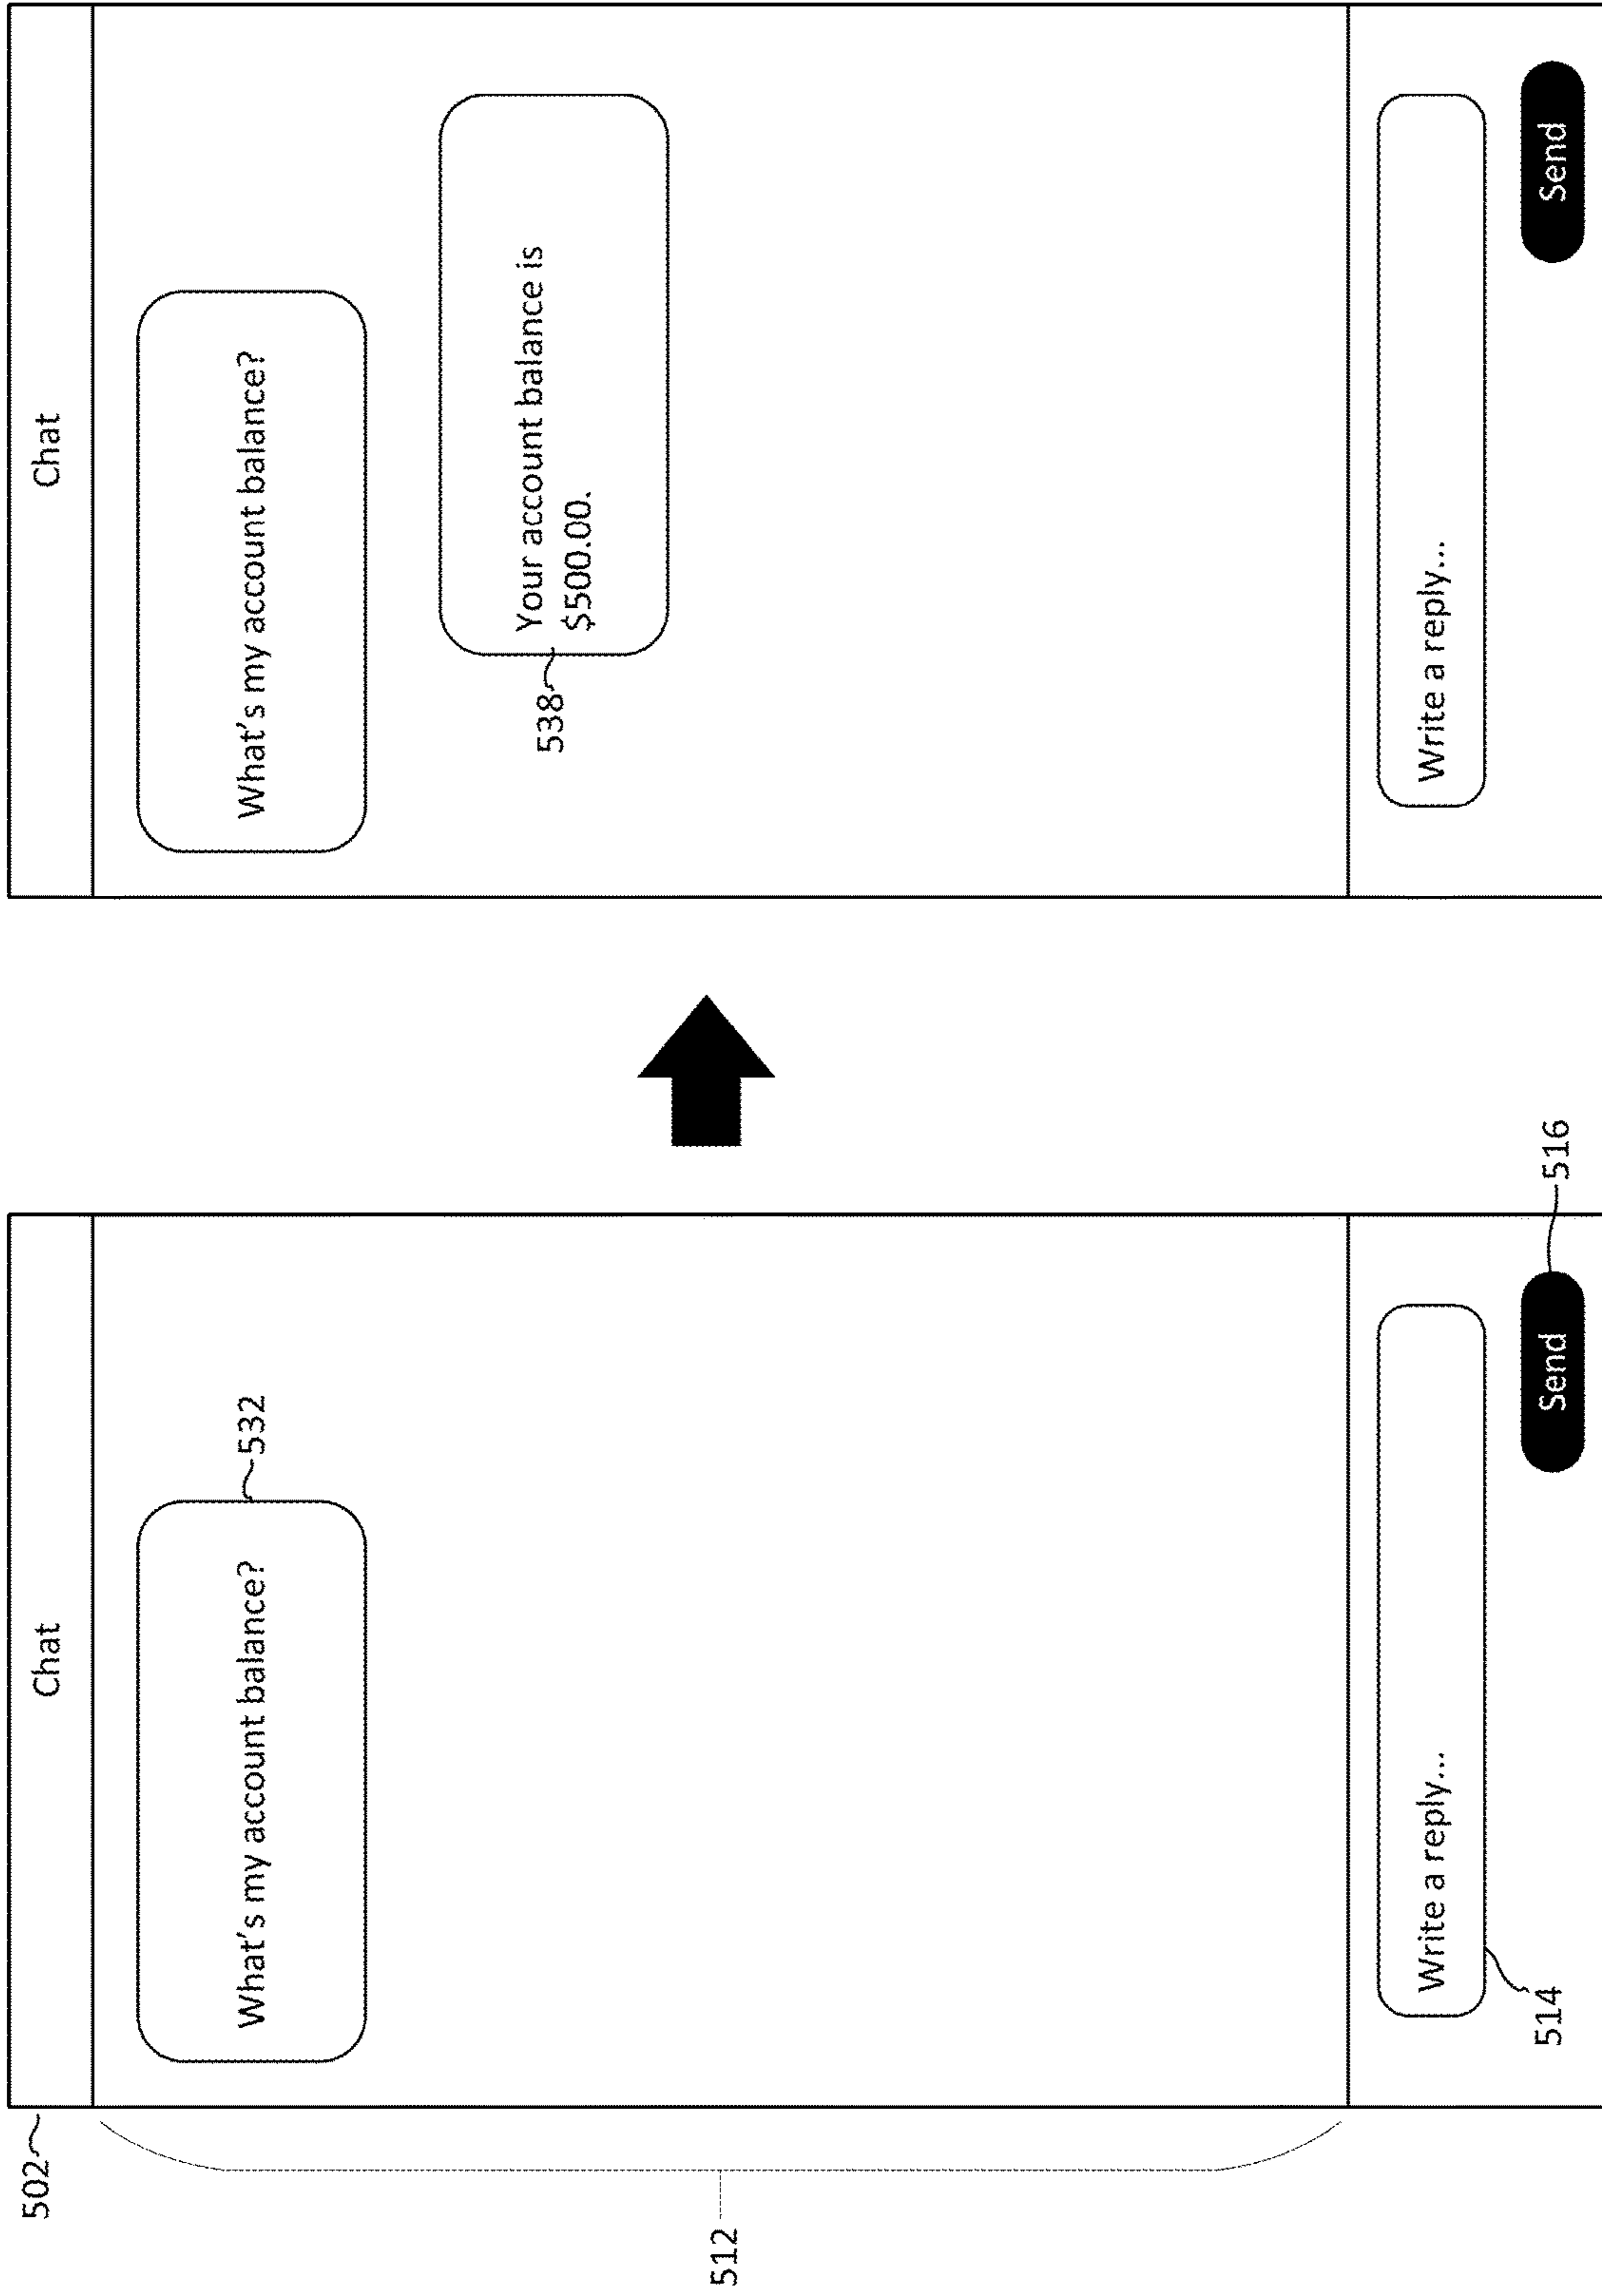 502
Chat
What's my account balance?
532
512
Write a reply...
514
Send
516
Chat
What's my account balance?
Your account balance is
$500.00.
538
Write a reply...
Send